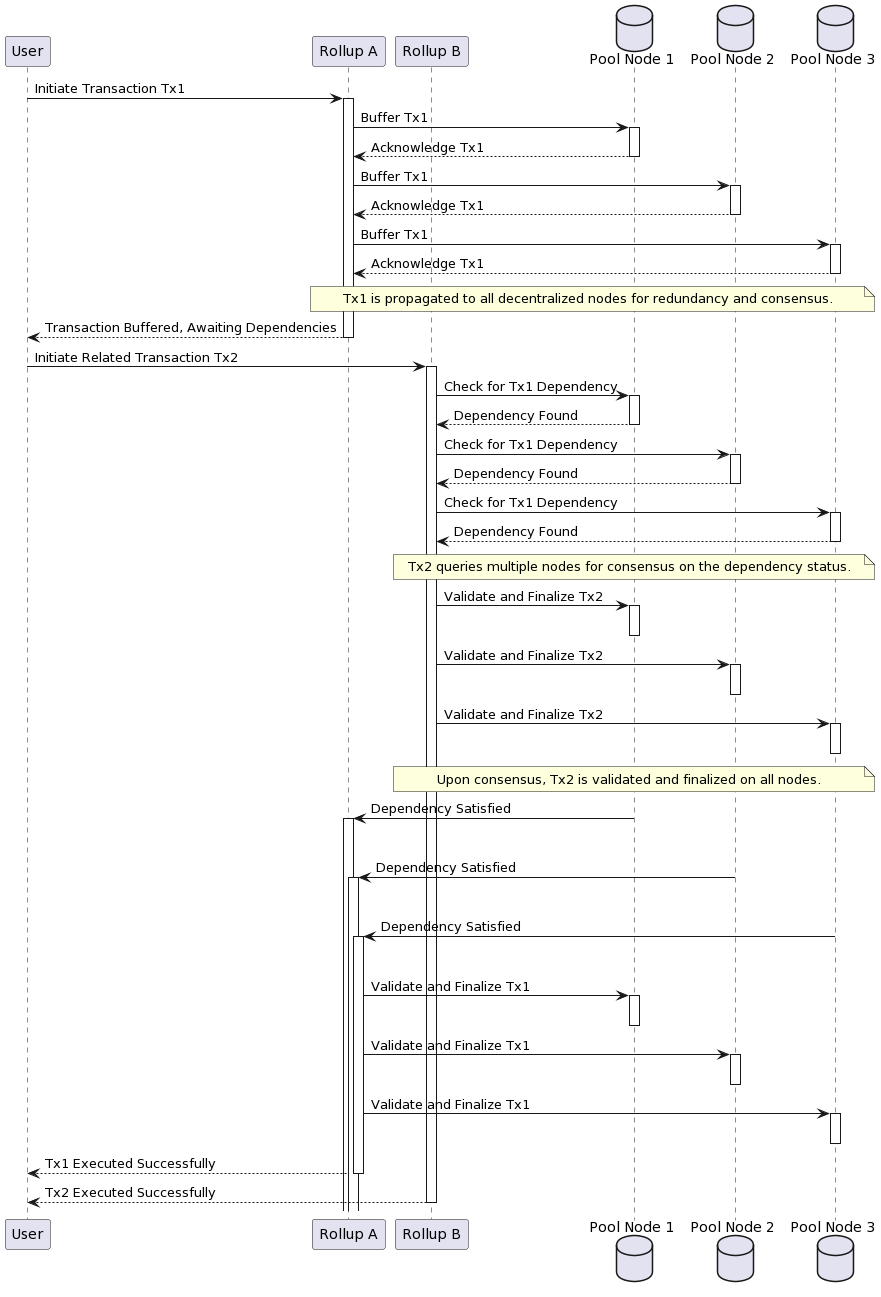 User
Rollup A
Rollup B
Pool Node 1
Pool Node 2
Pool Node 3
Initiate Transaction Tx1
Buffer Tx1
Acknowledge Tx1
Buffer Tx1
Acknowledge Tx1
Buffer Tx1
Acknowledge Tx1
Tx1 is propagated to all decentralized nodes for redundancy and consensus.
Transaction Buffered, Awaiting Dependencies
Initiate Related Transaction Tx2
Check for Tx1 Dependency
Dependency Found
Check for Tx1 Dependency
Dependency Found
Check for Tx1 Dependency
Dependency Found
Tx2 queries multiple nodes for consensus on the dependency status.
Validate and Finalize Tx2
Validate and Finalize Tx2
Validate and Finalize Tx2
Upon consensus, Tx2 is validated and finalized on all nodes.
Dependency Satisfied
Dependency Satisfied
Dependency Satisfied
Validate and Finalize Tx1
Validate and Finalize Tx1
Validate and Finalize Tx1
Tx1 Executed Successfully
Tx2 Executed Successfully
User
Rollup A
Rollup B
Pool Node 1
Pool Node 2
Pool Node 3